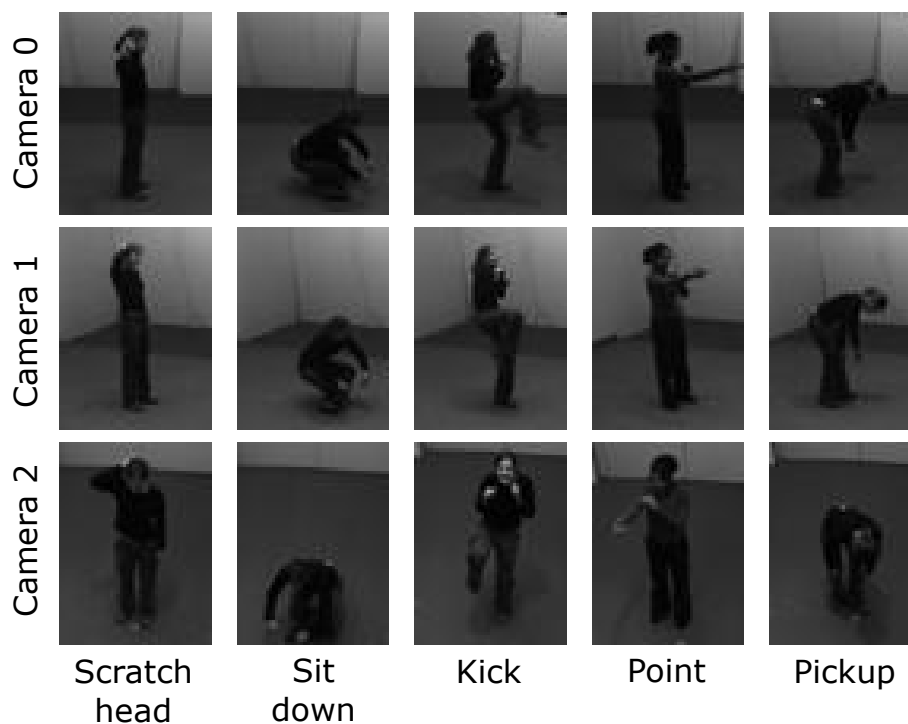 Camera 0
Camera 1
Camera 2
Scratch head
Sit down
Kick
Point
Pickup